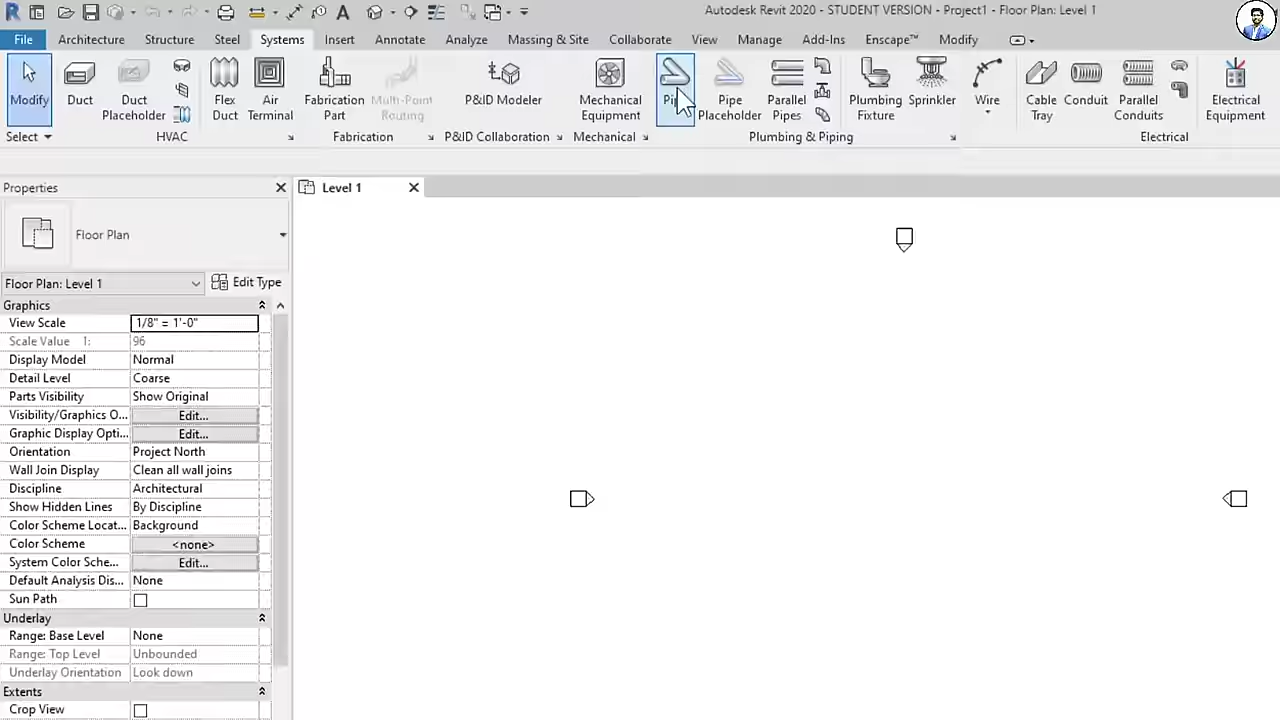 Autodesk Revit 2020 - STUDENT VERSION - Project1 - Floor Plan: Level 1
File Architecture Structure Steel Systems Insert Annotate Analyze Massing & Site Collaborate View Manage Add-Ins Enscape™ Modify
Modify
Duct
Duct Placeholder
Flex Duct
Air Terminal
Fabrication Part
Multi-Point Routing
P&ID Modeler
Mechanical Equipment
Pipe Placeholder
Parallel Pipes
Plumbing Fixture
Sprinkler
Wire
Cable Tray
Conduit
Parallel Conduits
Electrical Equipment
Select HVAC Fabrication P&ID Collaboration Mechanical Plumbing & Piping Electrical
Properties
Level 1
Floor Plan
Floor Plan: Level 1 Edit Type
Graphics
View Scale 1/8" = 1'-0"
Scale Value 1: 96
Display Model Normal
Detail Level Coarse
Parts Visibility Show Original
Visibility/Graphics O... Edit...
Graphic Display Opti... Edit...
Orientation Project North
Wall Join Display Clean all wall joins
Discipline Architectural
Show Hidden Lines By Discipline
Color Scheme Locat... Background
Color Scheme <none>
System Color Sche... Edit...
Default Analysis Dis... None
Sun Path
Underlay
Range: Base Level None
Range: Top Level Unbounded
Underlay Orientation Look down
Extents
Crop View